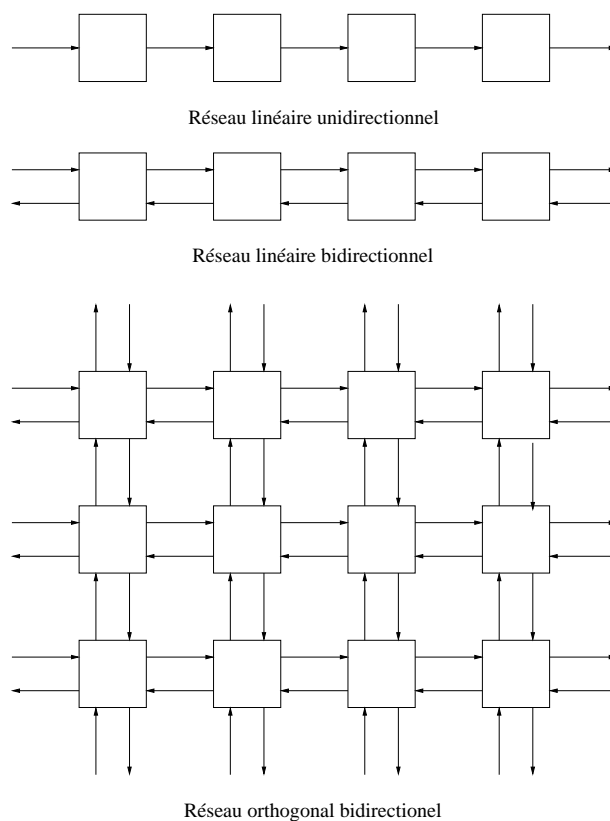 Réseau linéaire unidirectionnel
Réseau linéaire bidirectionnel
Réseau orthogonal bidirectionel